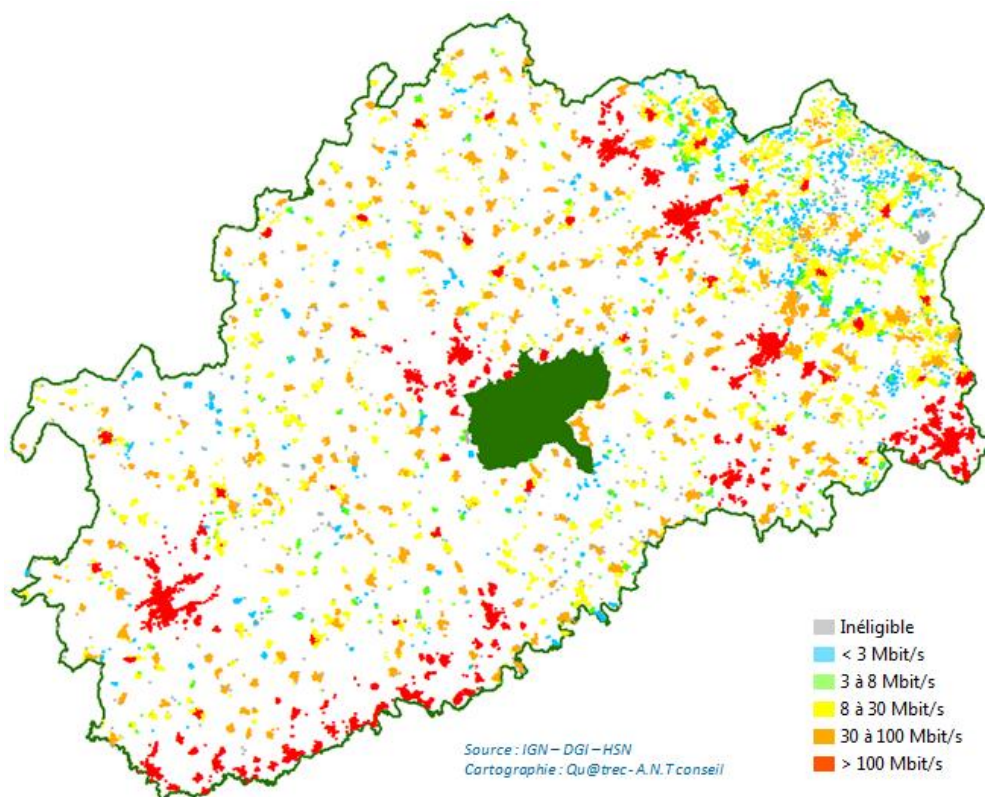 Inéligible
< 3 Mbit/s
3 à 8 Mbit/s
8 à 30 Mbit/s
30 à 100 Mbit/s
> 100 Mbit/s
Source : IGN – DGI – HSN
Cartographie : Qu@trec - A.N.T conseil